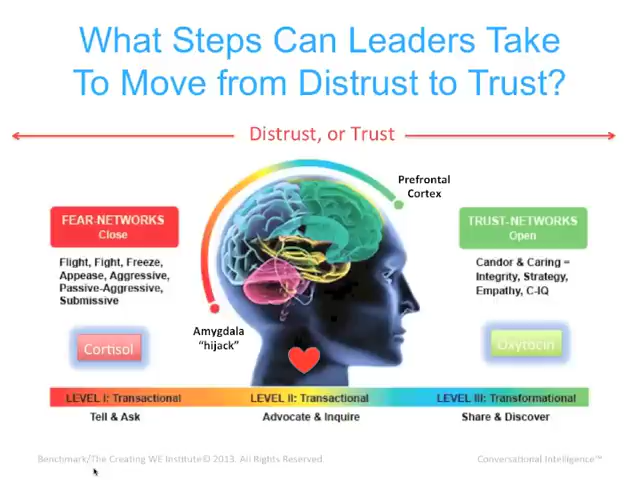 What Steps Can Leaders Take
To Move from Distrust to Trust?
Distrust, or Trust
Prefrontal
Cortex
FEAR-NETWORKS
Close
Flight, Fight, Freeze,
Appease, Aggressive,
Passive-Aggressive,
Submissive
Cortisol
Amygdala
“hijack”
TRUST-NETWORKS
Open
Candor & Caring =
Integrity, Strategy,
Empathy, C-IQ
Oxytocin
LEVEL I: Transactional
Tell & Ask
LEVEL II: Transactional
Advocate & Inquire
LEVEL III: Transformational
Share & Discover
Benchmark/The Creating WE Institute© 2013. All Rights Reserved.
Conversational Intelligence™